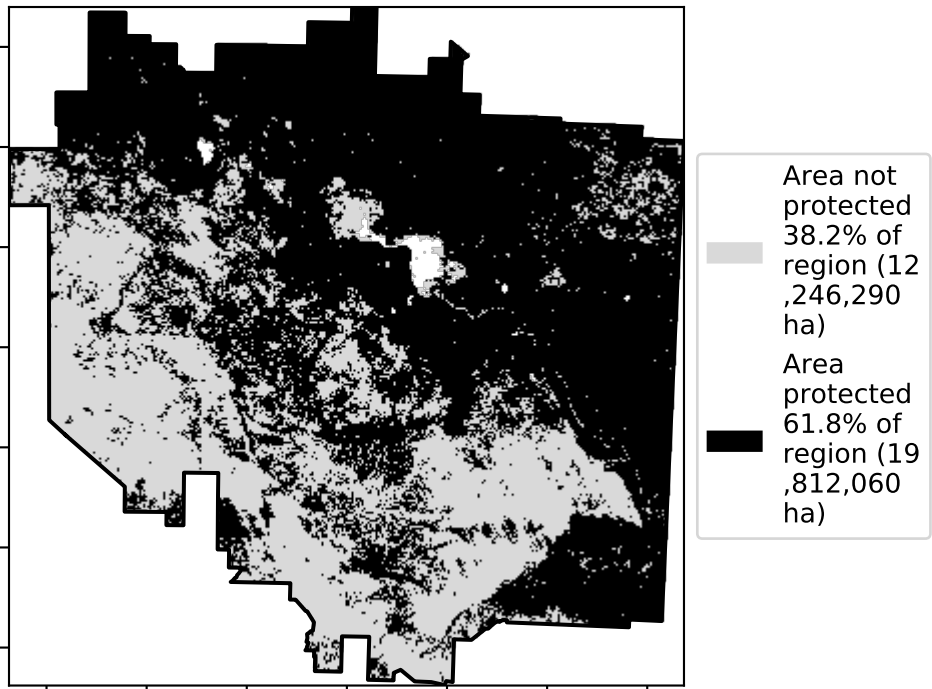 Area not
protected
38.2% of
region (12
,246,290
ha)
Area
protected
61.8% of
region (19
,812,060
ha)